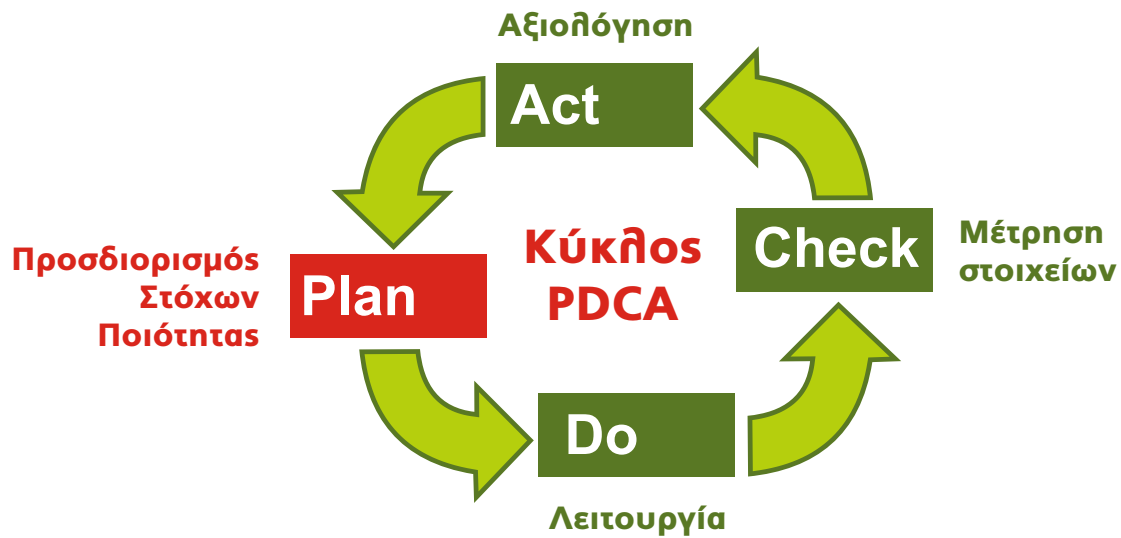 Αξιολόγηση
Act
Κύκλος
PDCA
Check
Μέτρηση
στοιχείων
Προσδιορισμός
Στόχων
Ποιότητας
Plan
Do
Λειτουργία